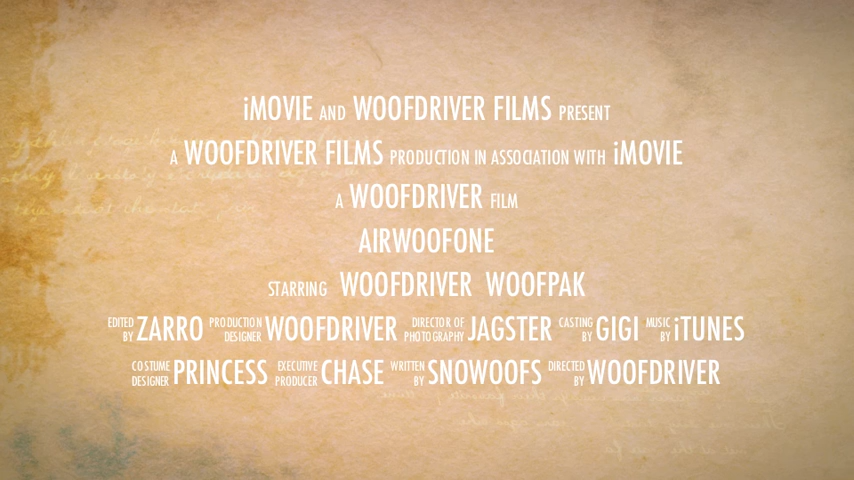 iMOVIE AND WOOFDRIVER FILMS PRESENT
A WOOFDRIVER FILMS PRODUCTION IN ASSOCIATION WITH iMOVIE
A WOOFDRIVER FILM
AIRWOOFONE
STARRING WOOFDRIVER WOOFPAK
EDITED BY ZARRO PRODUCTION DESIGNER WOOFDRIVER DIRECTOR OF PHOTOGRAPHY JAGSTER CASTING BY GIGI MUSIC BY iTUNES
COSTUME DESIGNER PRINCESS EXECUTIVE PRODUCER CHASE WRITTEN BY SNOWOOFS DIRECTED BY WOOFDRIVER